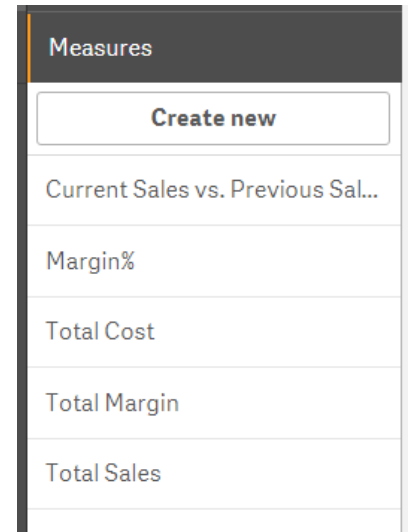 Measures
Create new
Current Sales vs. Previous Sal...
Margin%
Total Cost
Total Margin
Total Sales